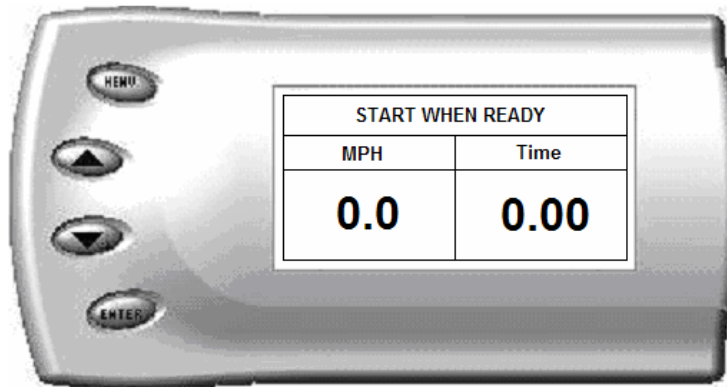 MENU
START WHEN READY
MPH Time
0.0 0.00
ENTER